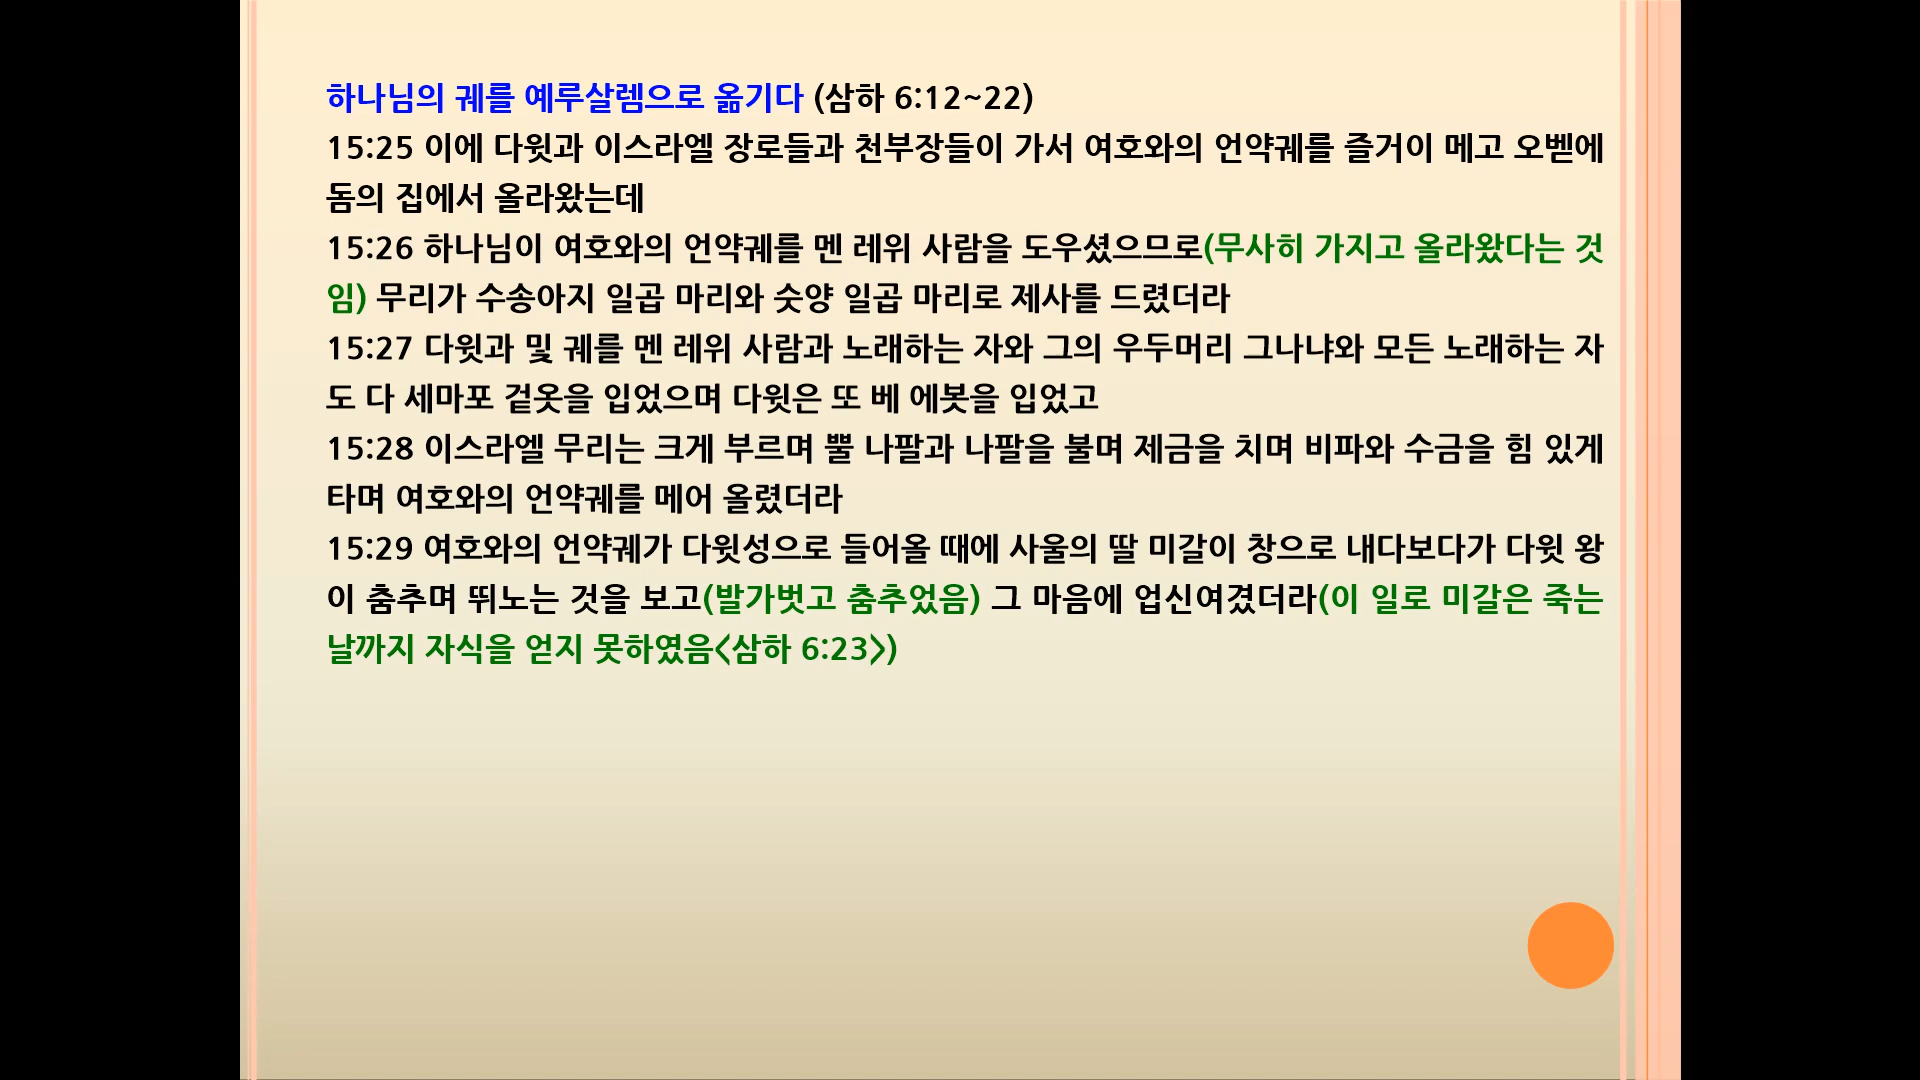 하나님의 궤를 예루살렘으로 옮기다 (삼하 6:12~22)
15:25 이에 다윗과 이스라엘 장로들과 천부장들이 가서 여호와의 언약궤를 즐거이 메고 오벧에
돔의 집에서 올라왔는데
15:26 하나님이 여호와의 언약궤를 멘 레위 사람을 도우셨으므로(무사히 가지고 올라왔다는 것
임) 무리가 수송아지 일곱 마리와 숫양 일곱 마리로 제사를 드렸더라
15:27 다윗과 및 궤를 멘 레위 사람과 노래하는 자와 그의 우두머리 그나냐와 모든 노래하는 자
도 다 세마포 겉옷을 입었으며 다윗은 또 베 에봇을 입었고
15:28 이스라엘 무리는 크게 부르며 뿔 나팔과 나팔을 불며 제금을 치며 비파와 수금을 힘 있게
타며 여호와의 언약궤를 메어 올렸더라
15:29 여호와의 언약궤가 다윗성으로 들어올 때에 사울의 딸 미갈이 창으로 내다보다가 다윗 왕
이 춤추며 뛰노는 것을 보고(발가벗고 춤추었음) 그 마음에 업신여겼더라(이 일로 미갈은 죽는
날까지 자식을 얻지 못하였음<삼하 6:23>)